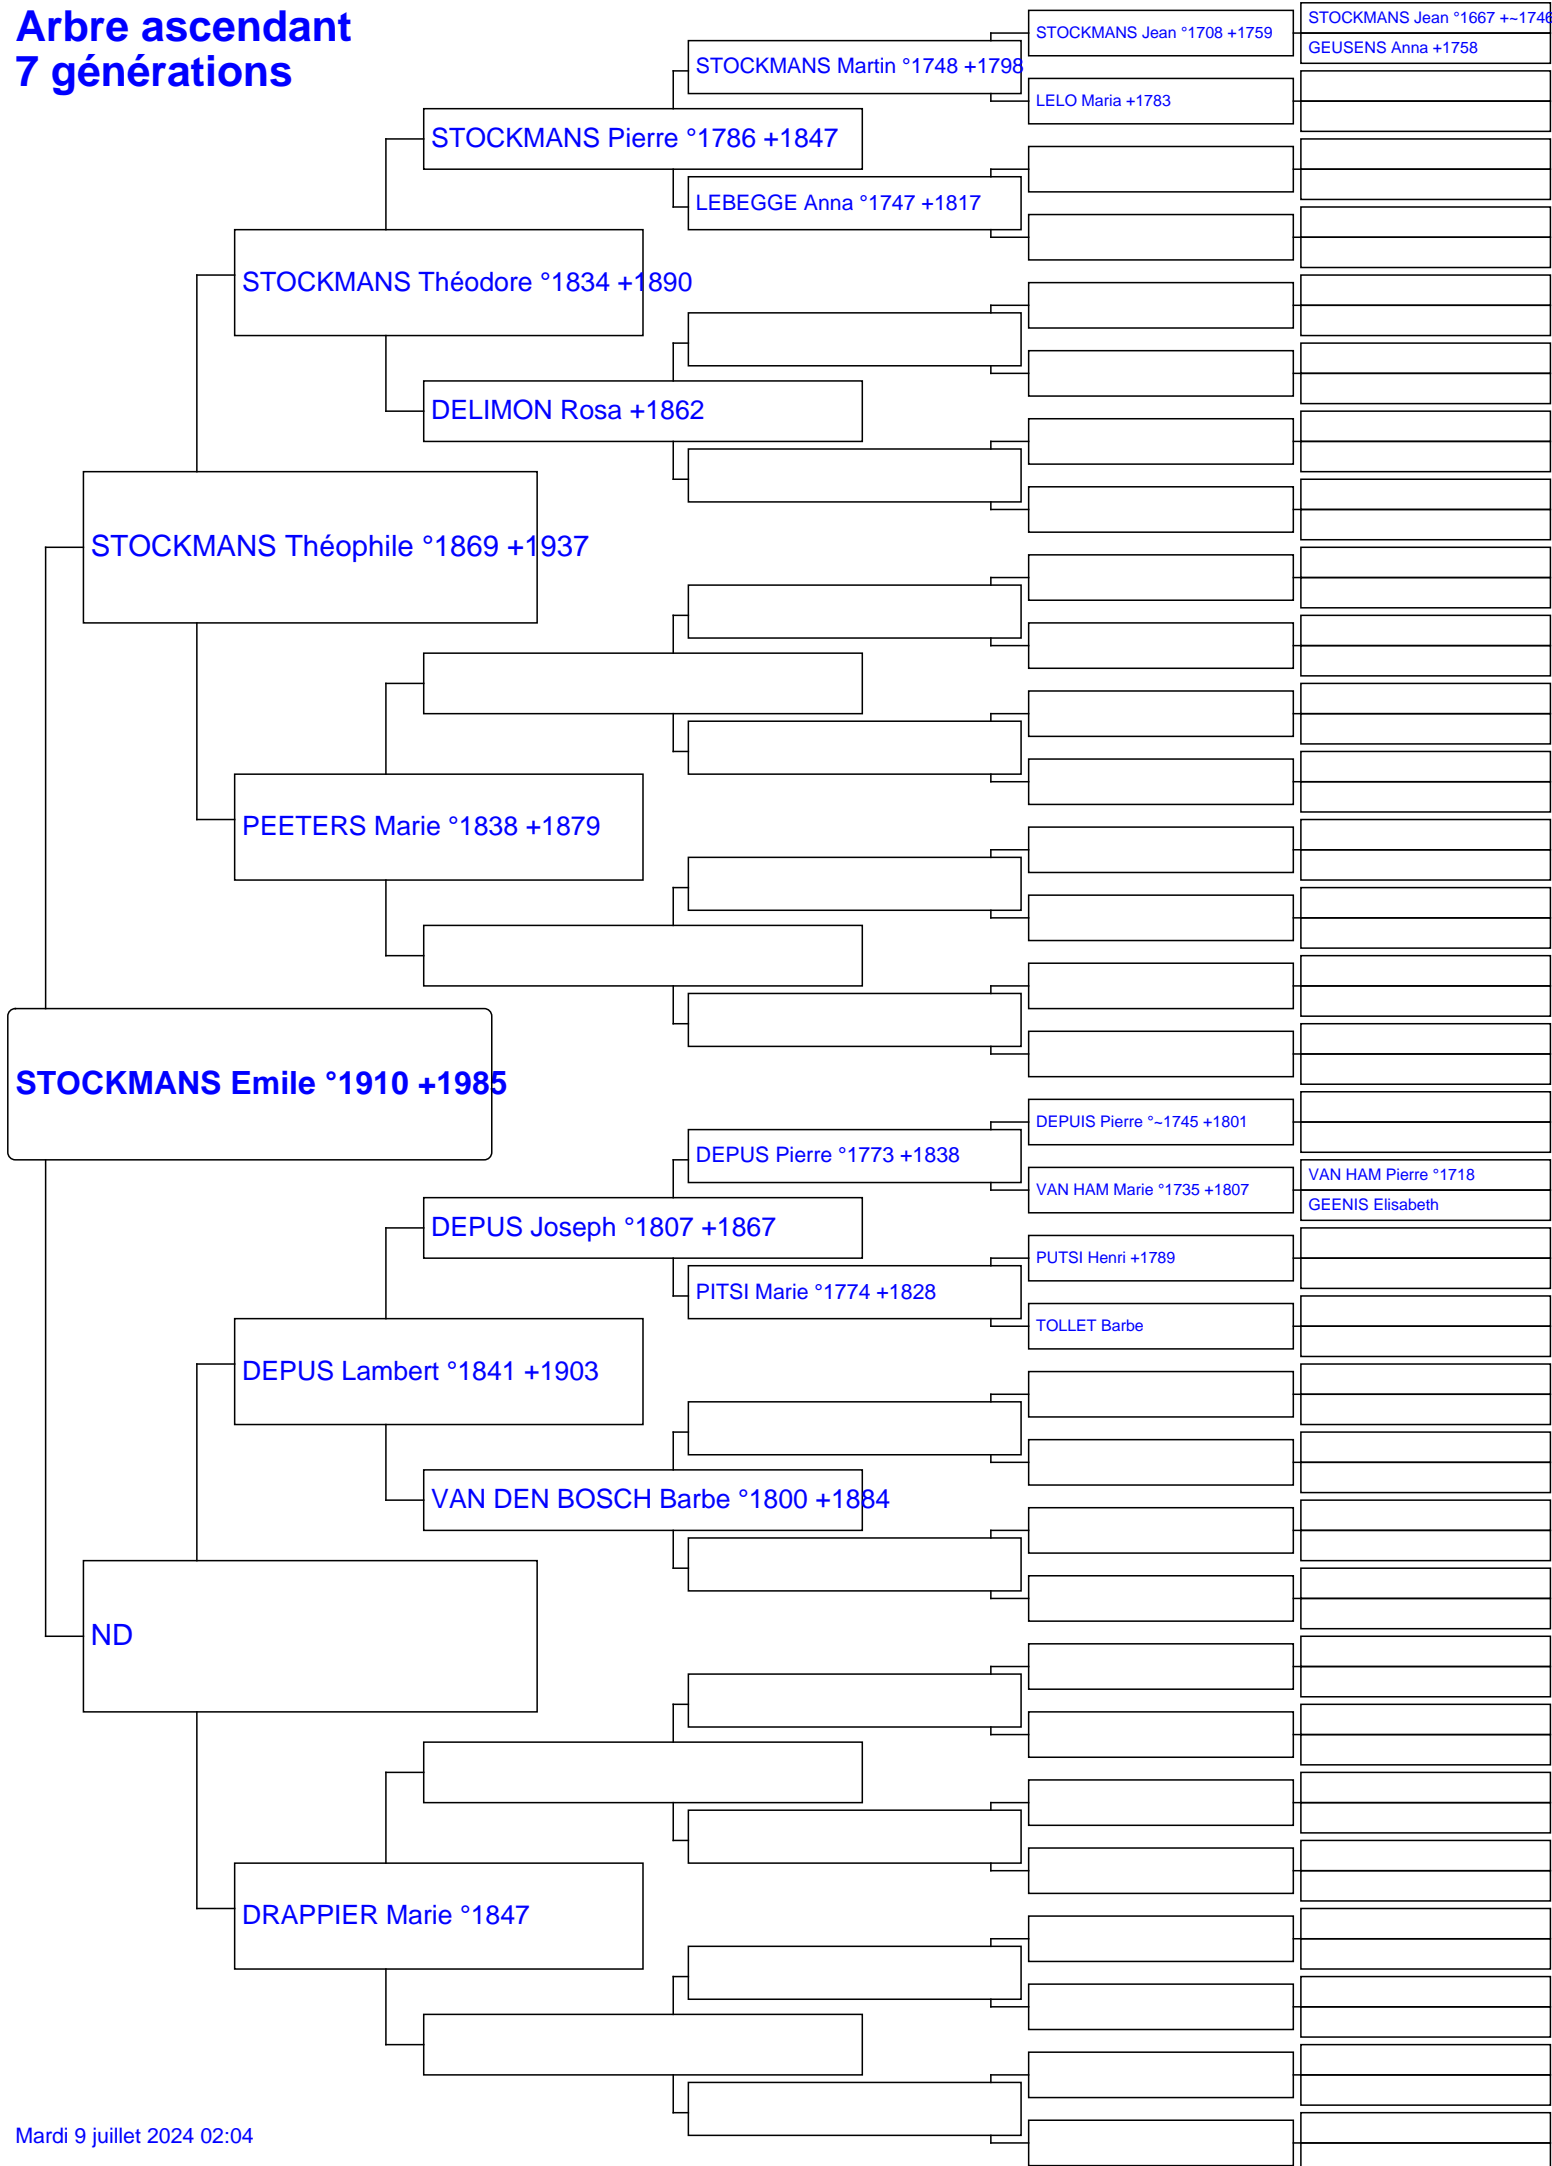 Arbre ascendant
7 générations
STOCKMANS Jean °1667 +~1746
STOCKMANS Jean °1708 +1759
GEUSENS Anna +1758
STOCKMANS Martin °1748 +1798
LELO Maria +1783
STOCKMANS Pierre °1786 +1847
LEBEGGE Anna °1747 +1817
STOCKMANS Théodore °1834 +1890
DELIMON Rosa +1862
STOCKMANS Théophile °1869 +1937
PEETERS Marie °1838 +1879
STOCKMANS Emile °1910 +1985
DEPUIS Pierre °~1745 +1801
DEPUS Pierre °1773 +1838
VAN HAM Pierre °1718
VAN HAM Marie °1735 +1807
GEENIS Elisabeth
DEPUS Joseph °1807 +1867
PUTSI Henri +1789
PITSI Marie °1774 +1828
TOLLET Barbe
DEPUS Lambert °1841 +1903
VAN DEN BOSCH Barbe °1800 +1884
ND
DRAPPIER Marie °1847
Mardi 9 juillet 2024 02:04